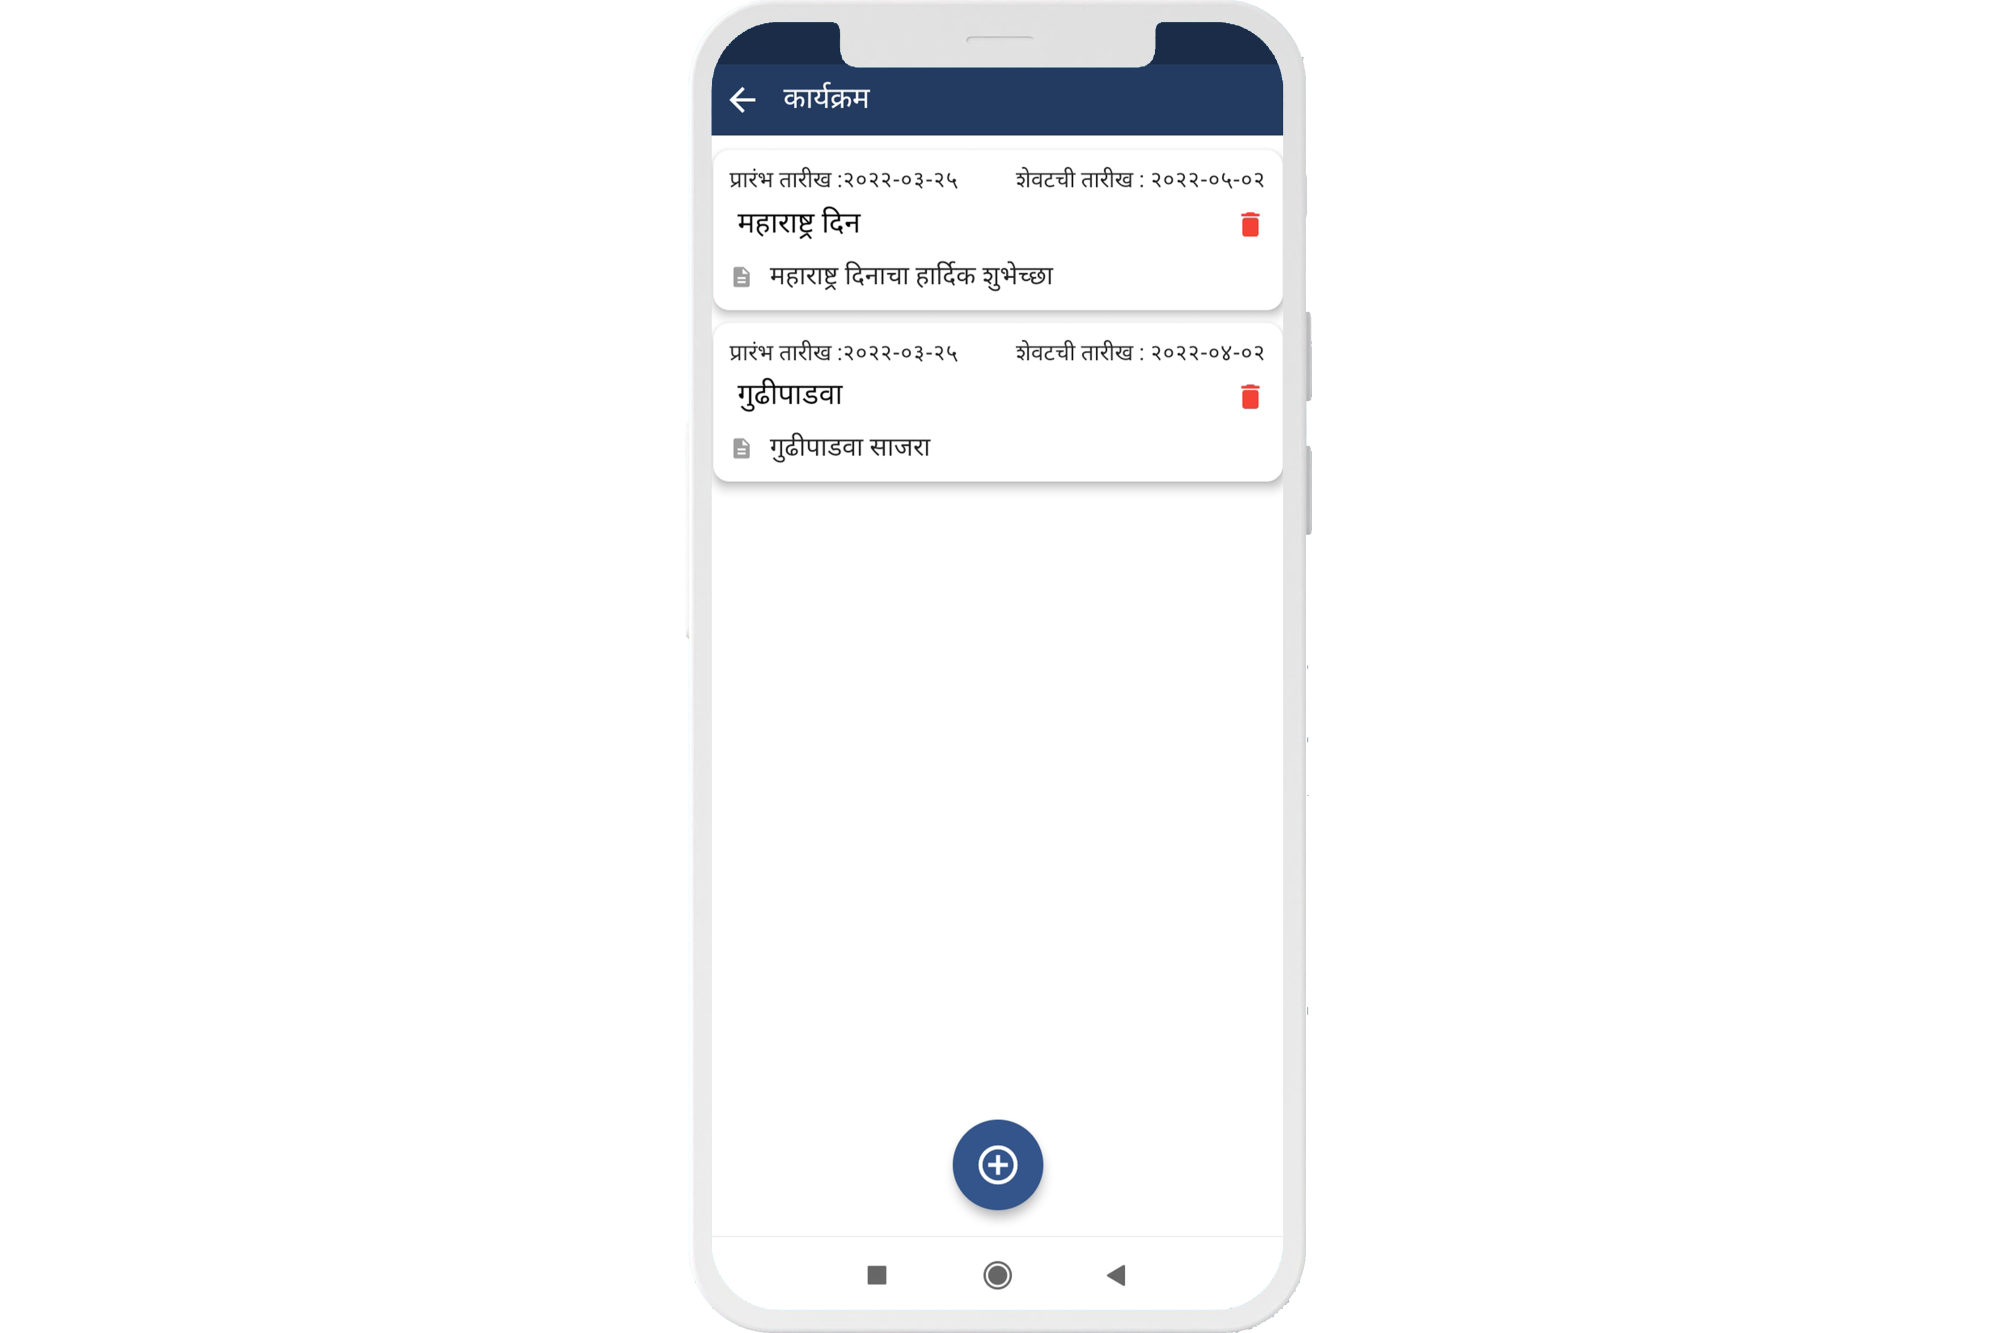 कार्यक्रम
प्रारंभ तारीख :२०२२-०३-२५ शेवटची तारीख : २०२२-०५-०२
महाराष्ट्र दिन
महाराष्ट्र दिनाचा हार्दिक शुभेच्छा
प्रारंभ तारीख :२०२२-०३-२५ शेवटची तारीख : २०२२-०४-०२
गुढीपाडवा
गुढीपाडवा साजरा